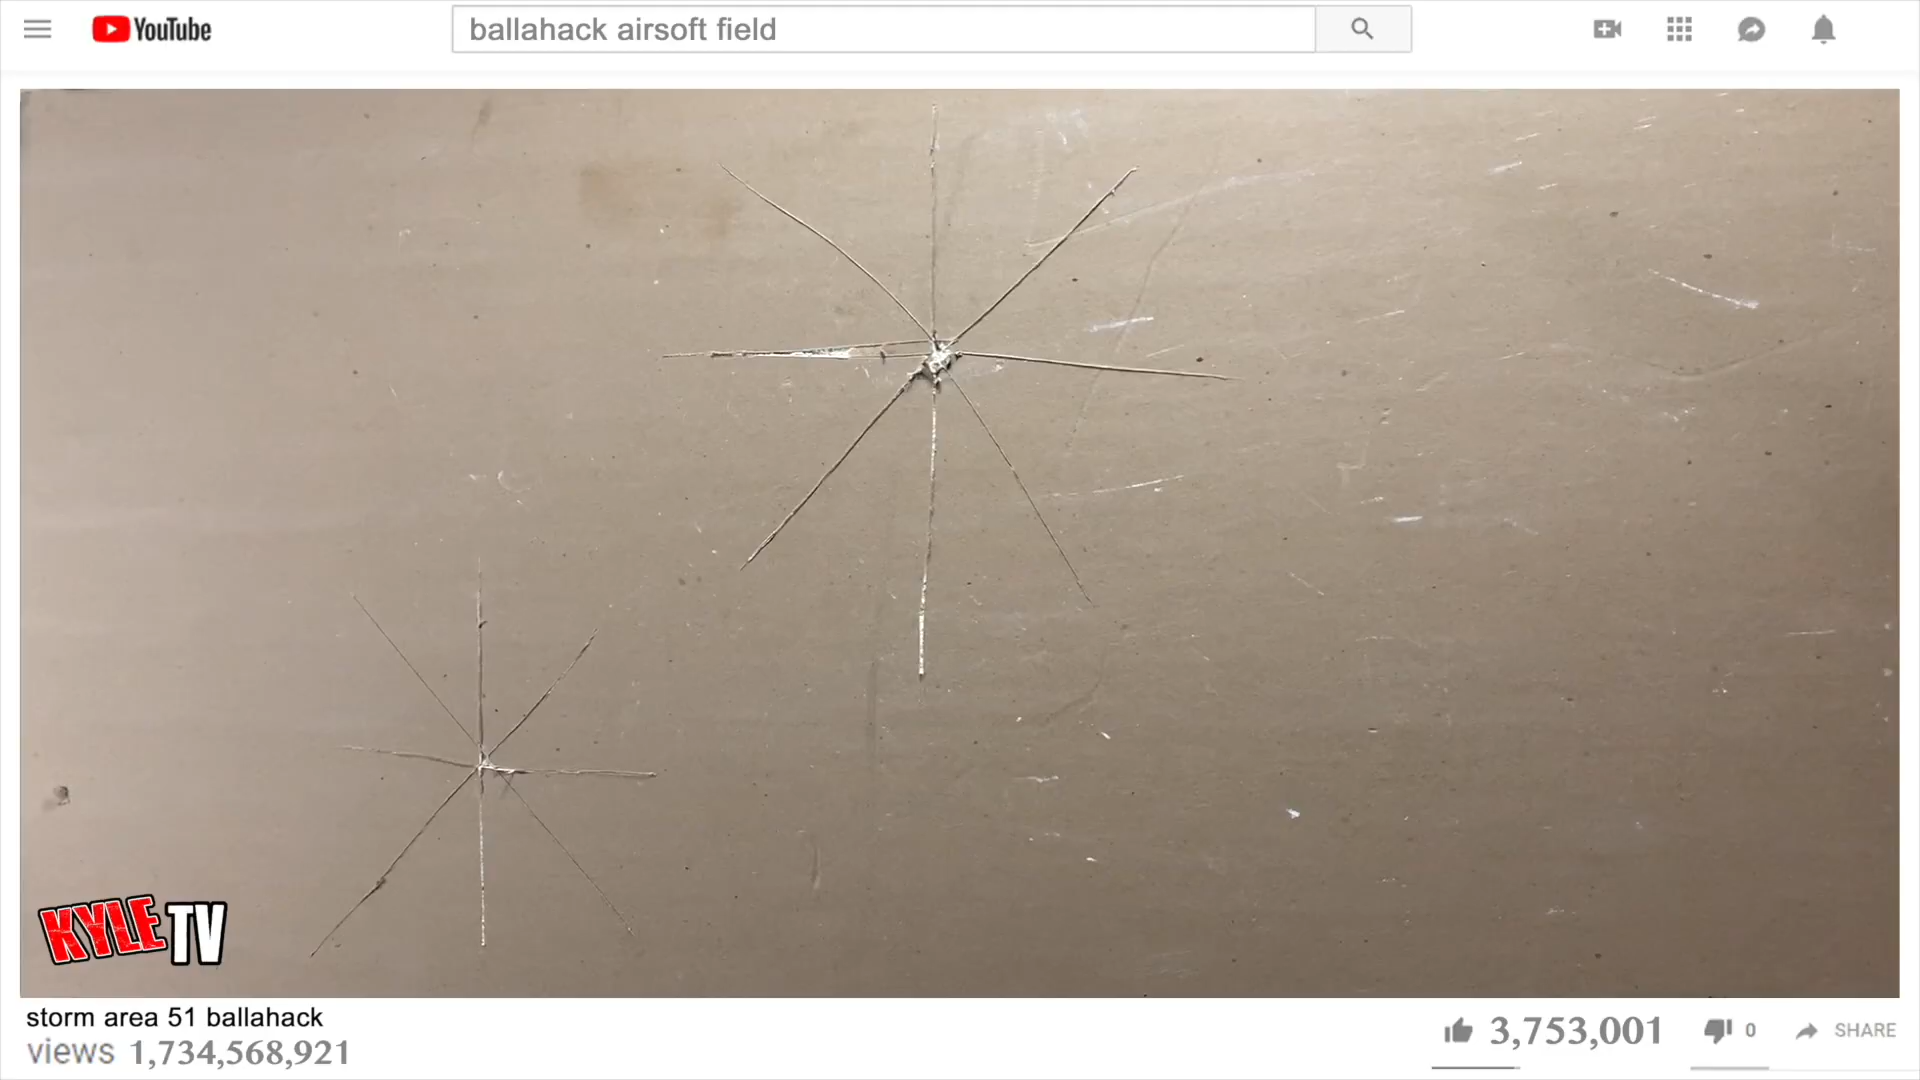 YouTube
ballahack airsoft field
KYLE TV
storm area 51 ballahack
views 1,734,568,921
3,753,001
0
SHARE